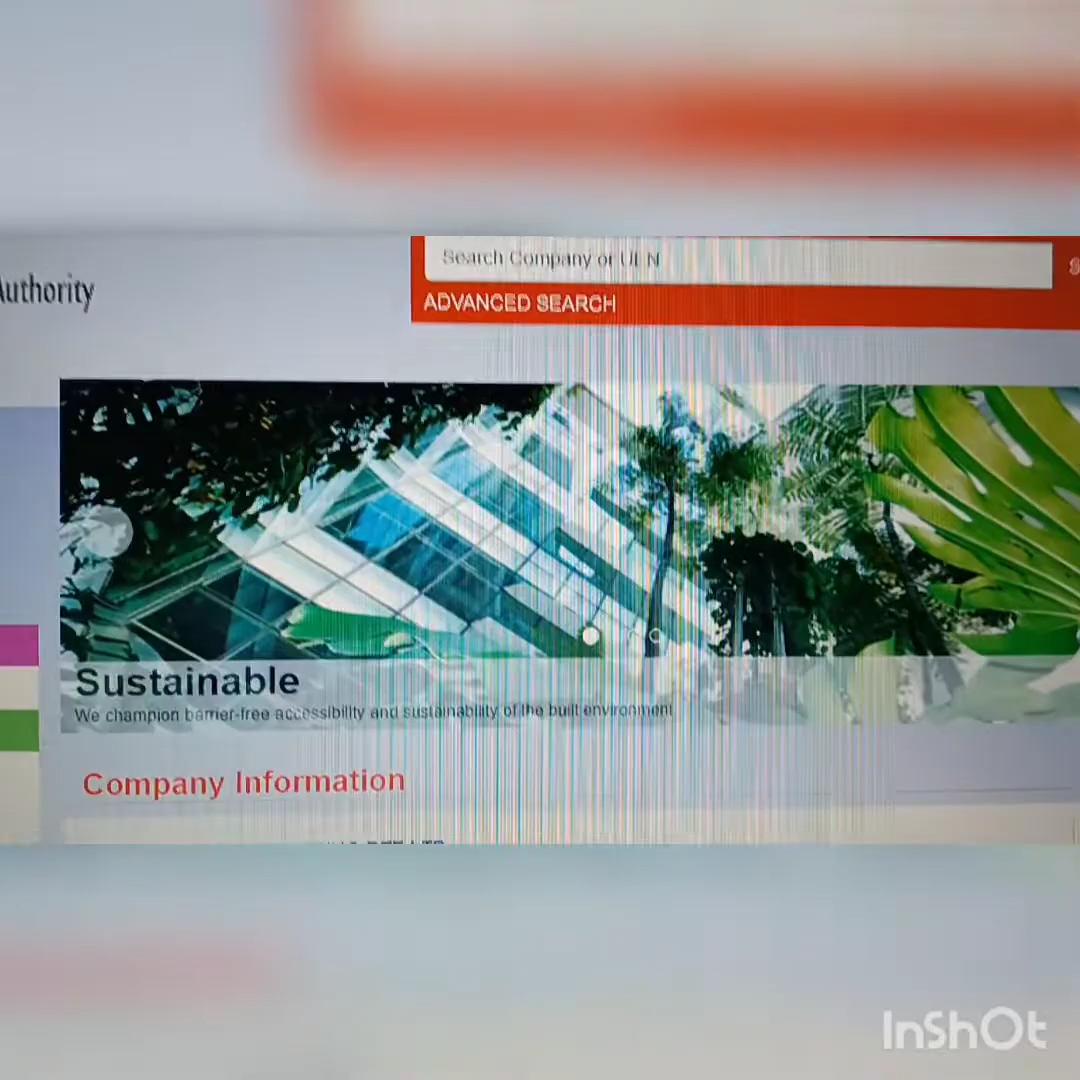 Authority
Search Company or UEN
ADVANCED SEARCH
Sustainable
We champion barrier-free accessibility and sustainability of the built environment
Company Information
InShOt